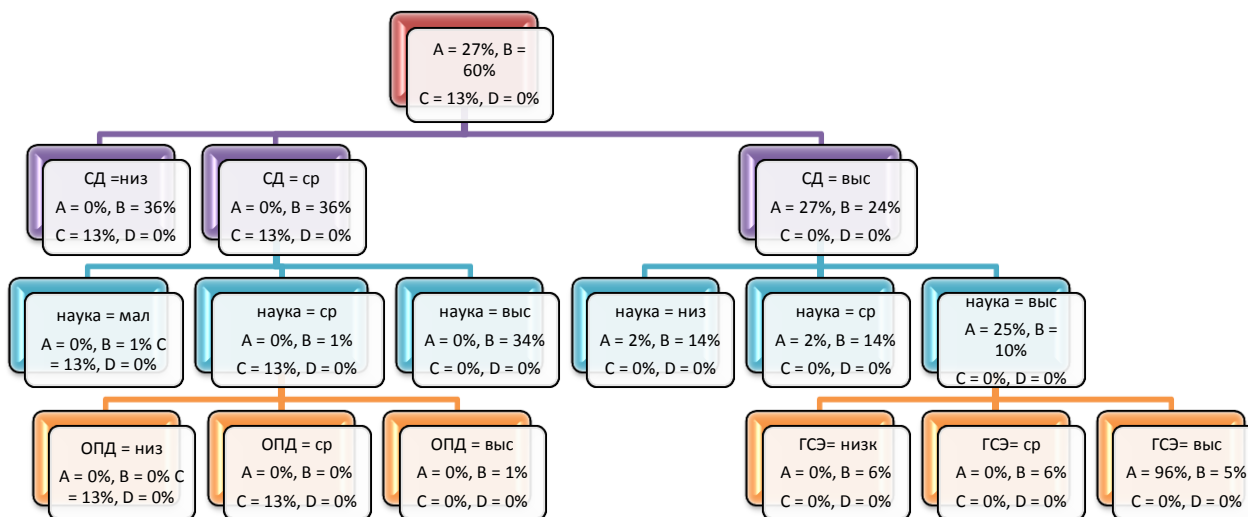 A = 27%, B =
60%
C = 13%, D = 0%
СД =низ
A = 0%, B = 36%
C = 13%, D = 0%
СД = ср
A = 0%, B = 36%
C = 13%, D = 0%
СД = выс
A = 27%, B = 24%
C = 0%, D = 0%
наука = мал
A = 0%, B = 1% C
= 13%, D = 0%
наука = ср
A = 0%, B = 1%
C = 13%, D = 0%
наука = выс
A = 0%, B = 34%
C = 0%, D = 0%
наука = низ
A = 2%, B = 14%
C = 0%, D = 0%
наука = ср
A = 2%, B = 14%
C = 0%, D = 0%
наука = выс
A = 25%, B =
10%
C = 0%, D = 0%
ОПД = низ
A = 0%, B = 0% C
= 13%, D = 0%
ОПД = ср
A = 0%, B = 0%
C = 13%, D = 0%
ОПД = выс
A = 0%, B = 1%
C = 0%, D = 0%
ГСЭ= низк
A = 0%, B = 6%
C = 0%, D = 0%
ГСЭ= ср
A = 0%, B = 6%
C = 0%, D = 0%
ГСЭ= выс
A = 96%, B = 5%
C = 0%, D = 0%